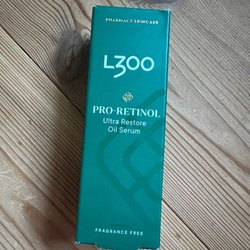 PHARMACY SKINCARE
L300
PRO-RETINOL
Ultra Restore
Oil Serum
FRAGRANCE FREE